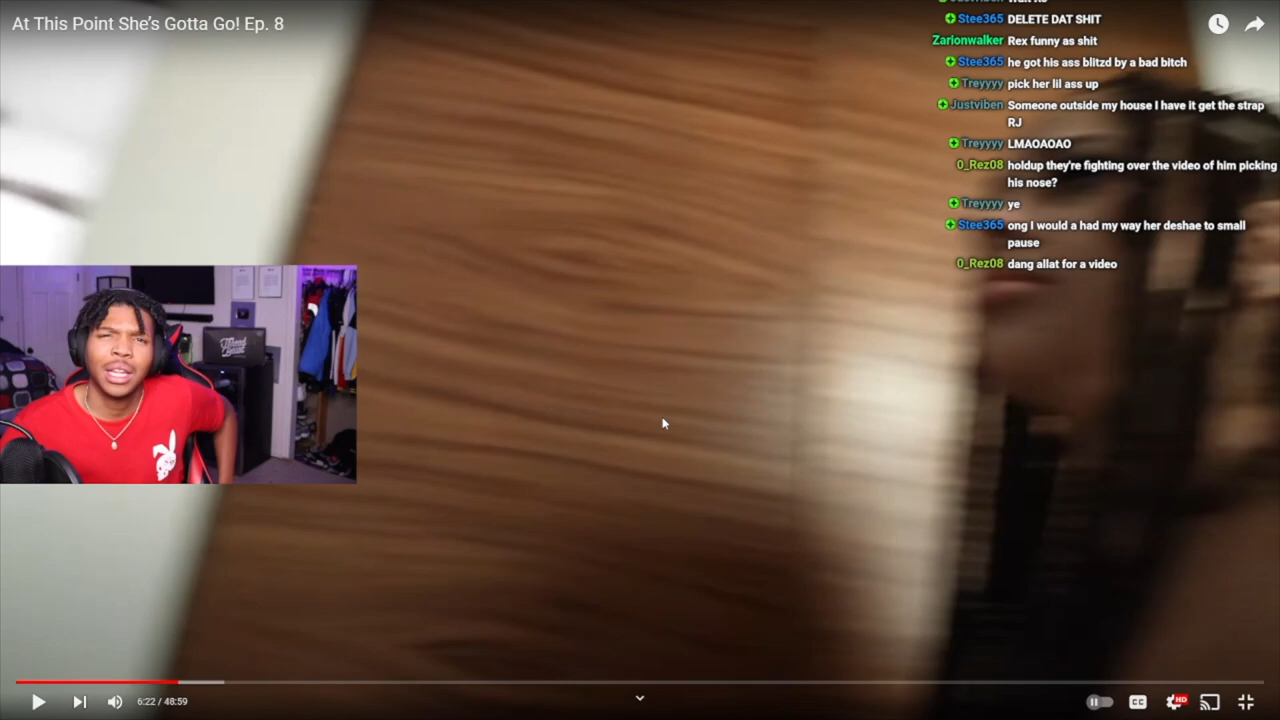 At This Point She’s Gotta Go! Ep. 8
Stee365 DELETE DAT SHIT
Zarionwalker Rex funny as shit
Stee365 he got his ass blitzd by a bad bitch
Treyyyy pick her lil ass up
Justviben Someone outside my house I have it get the strap
RJ
Treyyyy LMAOAOAO
0_Rez08 holdup they're fighting over the video of him picking
his nose?
Treyyyy ye
Stee365 ong I would a had my way her deshae to small
pause
0_Rez08 dang allat for a video
Thread
Beast
6:22 / 48:59
CC
HD